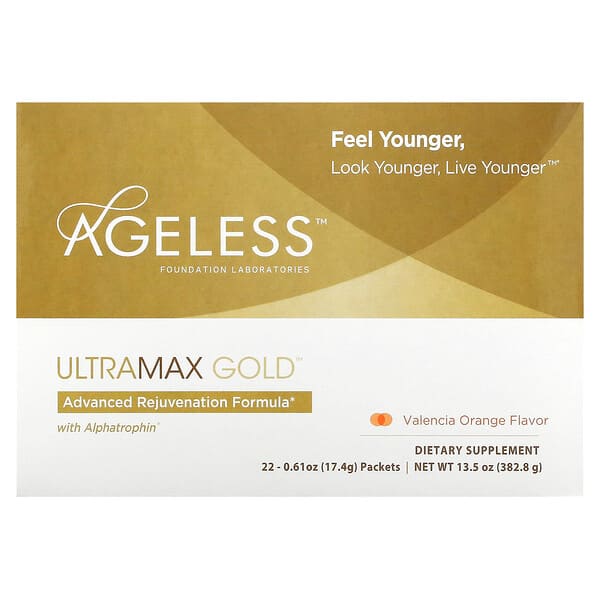 Feel Younger,
Look Younger, Live Younger™*
AGELESS™
FOUNDATION LABORATORIES
ULTRAMAX GOLD™
Advanced Rejuvenation Formula*
with Alphatrophin®
Valencia Orange Flavor
DIETARY SUPPLEMENT
22 - 0.61oz (17.4g) Packets | NET WT 13.5 oz (382.8 g)